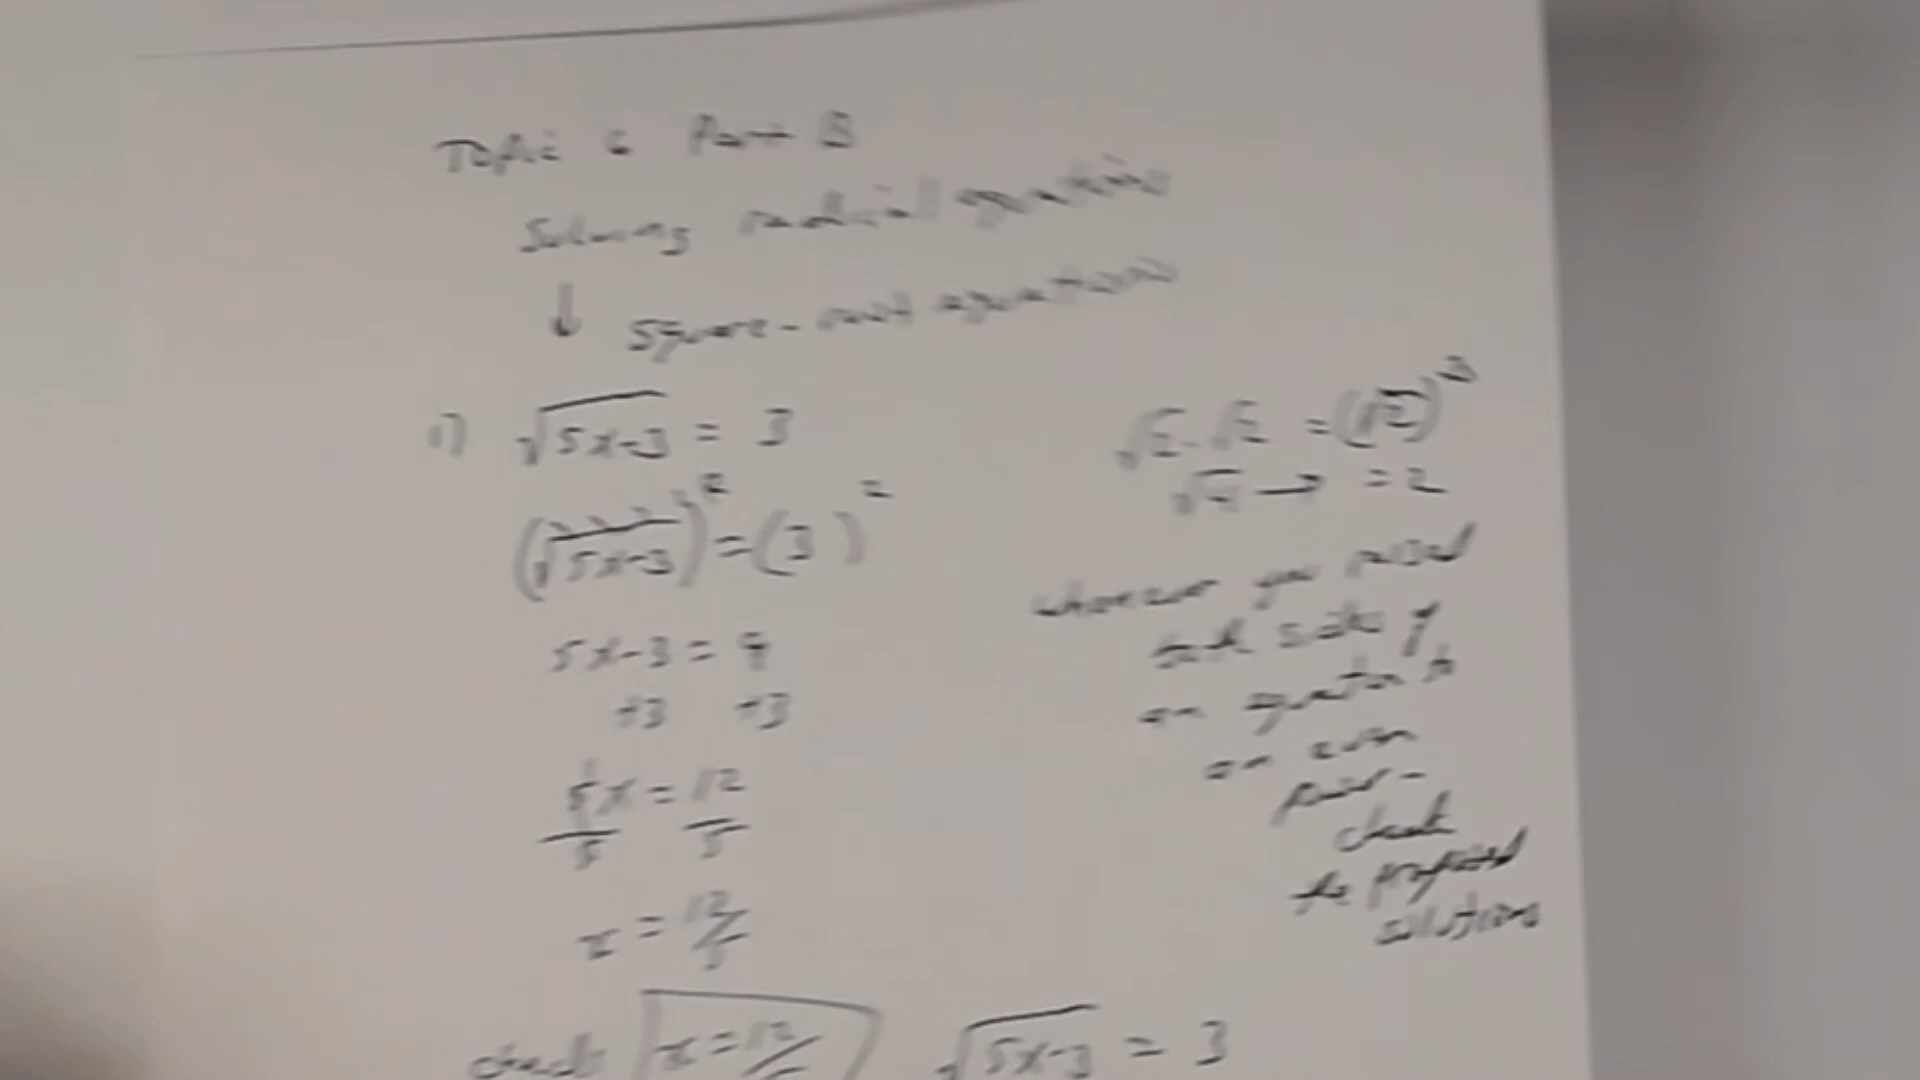 Topic 6 Part B
Solving radical equations
↓ square-root equations
1) √(5x-3) = 3
(√(5x-3))² = (3)²
5x-3 = 9
+3 +3
5x = 12
5 5
x = 12/5
check x = 12/5 √(5x-3) = 3
√2·√2 = (√2)²
√4 → = 2
whenever you raised
both sides of
an equation to
an even
power -
check
the proposed
solutions